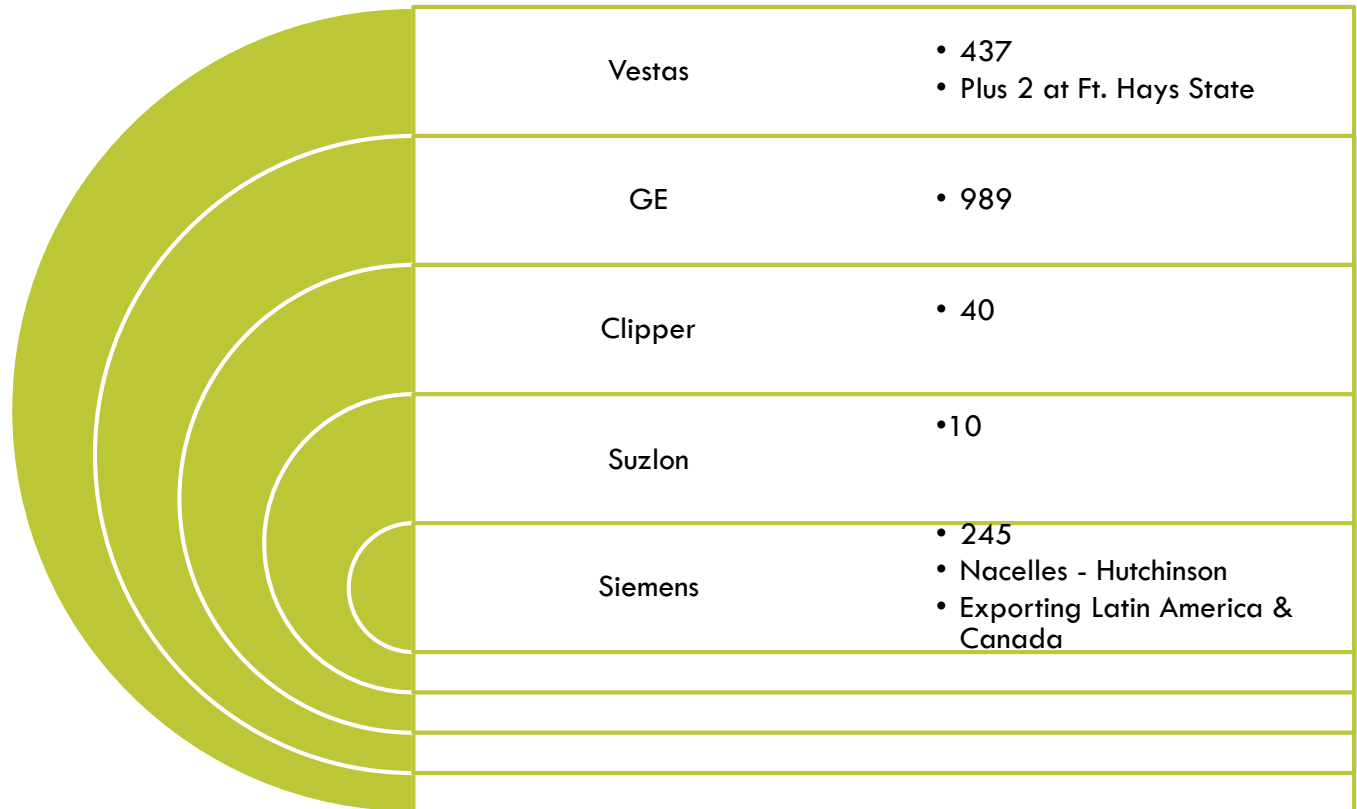 Vestas
• 437
• Plus 2 at Ft. Hays State
GE
• 989
Clipper
• 40
Suzlon
•10
Siemens
• 245
• Nacelles - Hutchinson
• Exporting Latin America &
Canada